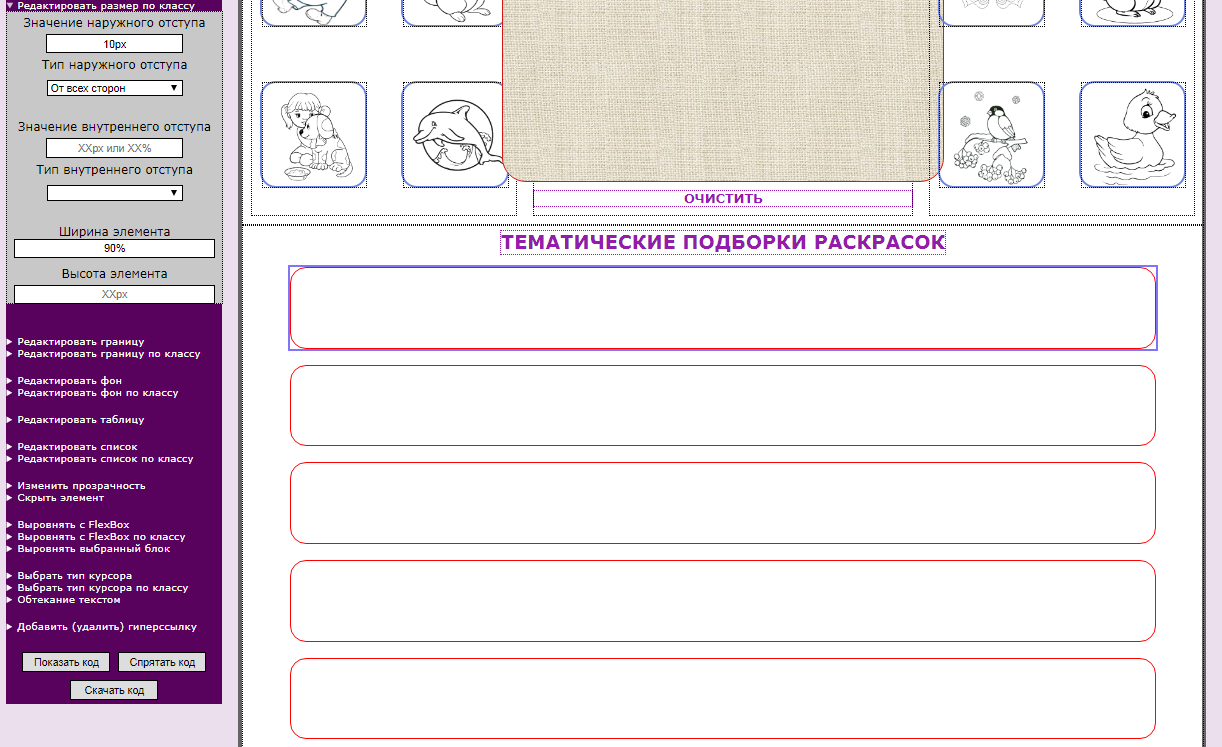 ▼ Редактировать размер по классу
Значение наружного отступа
10px
Тип наружного отступа
От всех сторон ▼
Значение внутреннего отступа
XXpx или XX%
Тип внутреннего отступа
▼
Ширина элемента
90%
Высота элемента
XXpx
► Редактировать границу
► Редактировать границу по классу
► Редактировать фон
► Редактировать фон по классу
► Редактировать таблицу
► Редактировать список
► Редактировать список по классу
► Изменить прозрачность
► Скрыть элемент
► Выровнять с FlexBox
► Выровнять с FlexBox по классу
► Выровнять выбранный блок
► Выбрать тип курсора
► Выбрать тип курсора по классу
► Обтекание текстом
► Добавить (удалить) гиперссылку
Показать код Спрятать код
Скачать код
ОЧИСТИТЬ
ТЕМАТИЧЕСКИЕ ПОДБОРКИ РАСКРАСОК